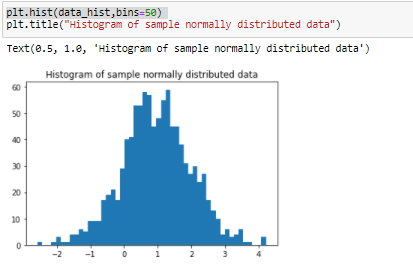 plt.hist(data_hist,bins=50)
plt.title("Histogram of sample normally distributed data")
Text(0.5, 1.0, 'Histogram of sample normally distributed data')
Histogram of sample normally distributed data
60
50
40
30
20
10
0
−2 −1 0 1 2 3 4